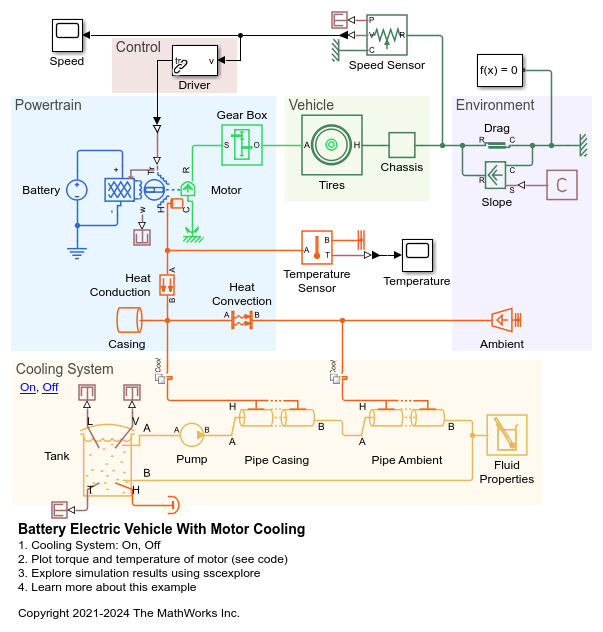 P
V
R
C
Speed
Control
tr
v
Driver
Speed Sensor
f(x) = 0
Powertrain
Gear Box
Vehicle
Environment
Tr
S
O
A
H
Drag
R
C
Tires
Chassis
R
C
S
C
Slope
Battery
+
-
w
H
R
C
Motor
A
B
T
Temperature
Sensor
Temperature
Heat
Conduction
A
B
Heat
Convection
A
B
Casing
Ambient
Cool
Cool
Cooling System
On, Off
L
V
H
A
B
H
A
B
A
A
B
Tank
Pump
Pipe Casing
Pipe Ambient
Fluid
Properties
B
T
H
Battery Electric Vehicle With Motor Cooling
1. Cooling System: On, Off
2. Plot torque and temperature of motor (see code)
3. Explore simulation results using sscexplore
4. Learn more about this example
Copyright 2021-2024 The MathWorks Inc.